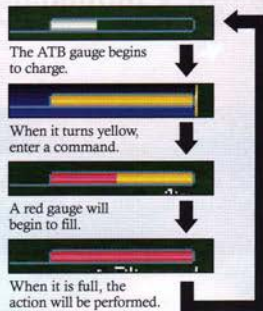 The ATB gauge begins
to charge.
When it turns yellow,
enter a command.
A red gauge will
begin to fill.
When it is full, the
action will be performed.